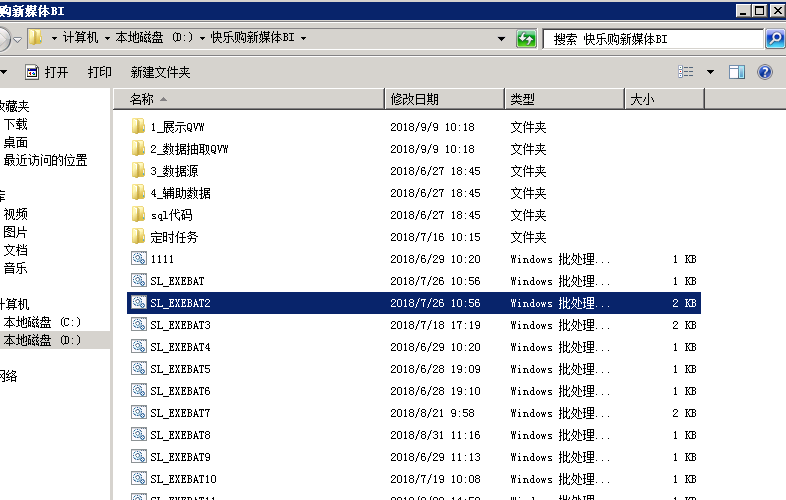 购新媒体BI
计算机 本地磁盘 (D:) 快乐购新媒体BI
搜索 快乐购新媒体BI
打开 打印 新建文件夹
收藏夹
下载
桌面
最近访问的位置
库
视频
图片
文档
音乐
计算机
本地磁盘 (C:)
本地磁盘 (D:)
网络
名称 修改日期 类型 大小
1_展示QVW 2018/9/9 10:18 文件夹
2_数据抽取QVW 2018/9/9 10:18 文件夹
3_数据源 2018/6/27 18:45 文件夹
4_辅助数据 2018/6/27 18:45 文件夹
sql代码 2018/6/27 18:45 文件夹
定时任务 2018/7/16 10:15 文件夹
1111 2018/6/29 10:20 Windows 批处理... 1 KB
SL_EXEBAT 2018/7/26 10:56 Windows 批处理... 1 KB
SL_EXEBAT2 2018/7/26 10:56 Windows 批处理... 2 KB
SL_EXEBAT3 2018/7/18 17:19 Windows 批处理... 2 KB
SL_EXEBAT4 2018/6/29 10:20 Windows 批处理... 1 KB
SL_EXEBAT5 2018/6/28 19:09 Windows 批处理... 1 KB
SL_EXEBAT6 2018/6/28 19:10 Windows 批处理... 1 KB
SL_EXEBAT7 2018/8/21 9:58 Windows 批处理... 2 KB
SL_EXEBAT8 2018/8/31 11:16 Windows 批处理... 1 KB
SL_EXEBAT9 2018/6/29 11:13 Windows 批处理... 1 KB
SL_EXEBAT10 2018/7/19 10:08 Windows 批处理... 1 KB
SL_EXEBAT11